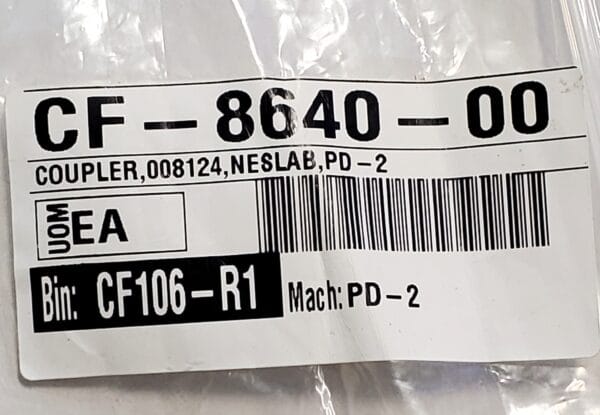 CF-8640-00
COUPLER,008124,NESLAB,PD-2
UOM EA
Bin: CF106-R1 Mach: PD-2